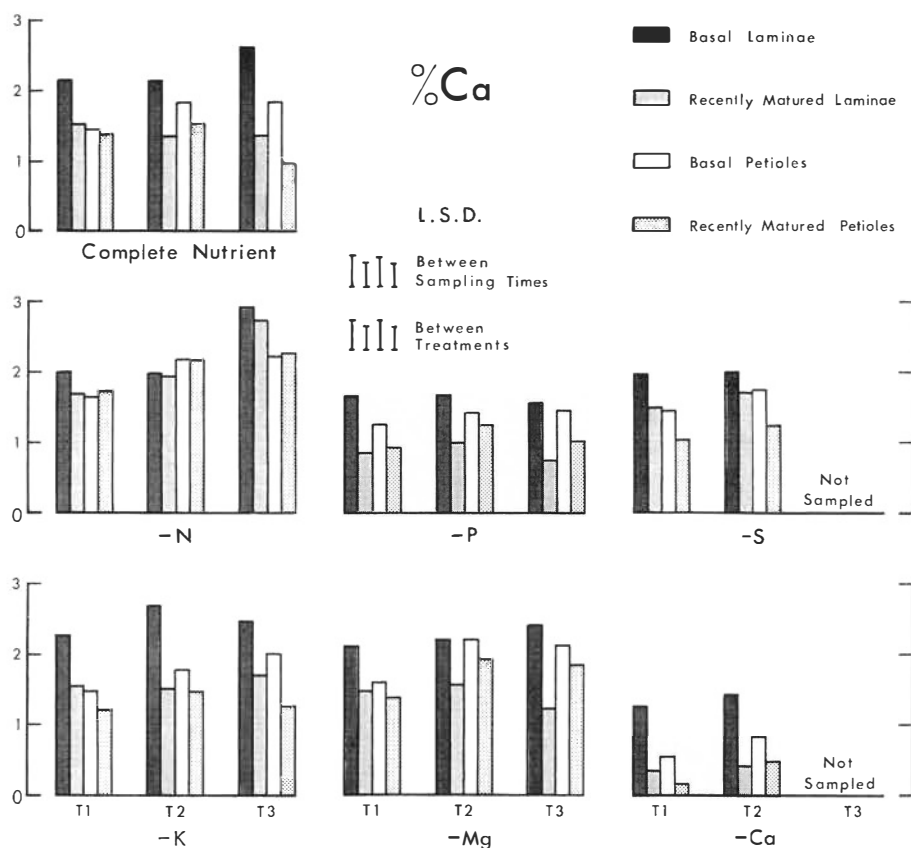 3
2
1
0
Complete Nutrient
%Ca
L.S.D.
Between
Sampling Times
Between
Treatments
Basal Laminae
Recently Matured Laminae
Basal Petioles
Recently Matured Petioles
3
2
1
0
-N
-P
Not
Sampled
-S
3
2
1
0
T1 T2 T3
-K
T1 T2 T3
-Mg
Not
Sampled
T1 T2 T3
-Ca